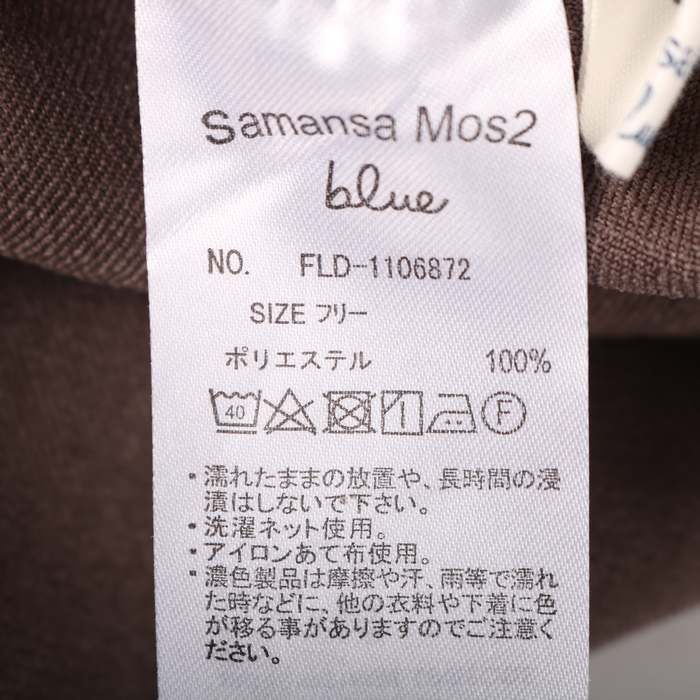 Samansa Mos2
blue
NO. FLD-1106872
SIZE フリー
ポリエステル 100%
40 F
・濡れたままの放置や、長時間の浸
漬はしないで下さい。
・洗濯ネット使用。
・アイロンあて布使用。
・濃色製品は摩擦や汗、雨等で濡れ
た時などに、他の衣料や下着に色
が移る事がありますのでご注意く
ださい。